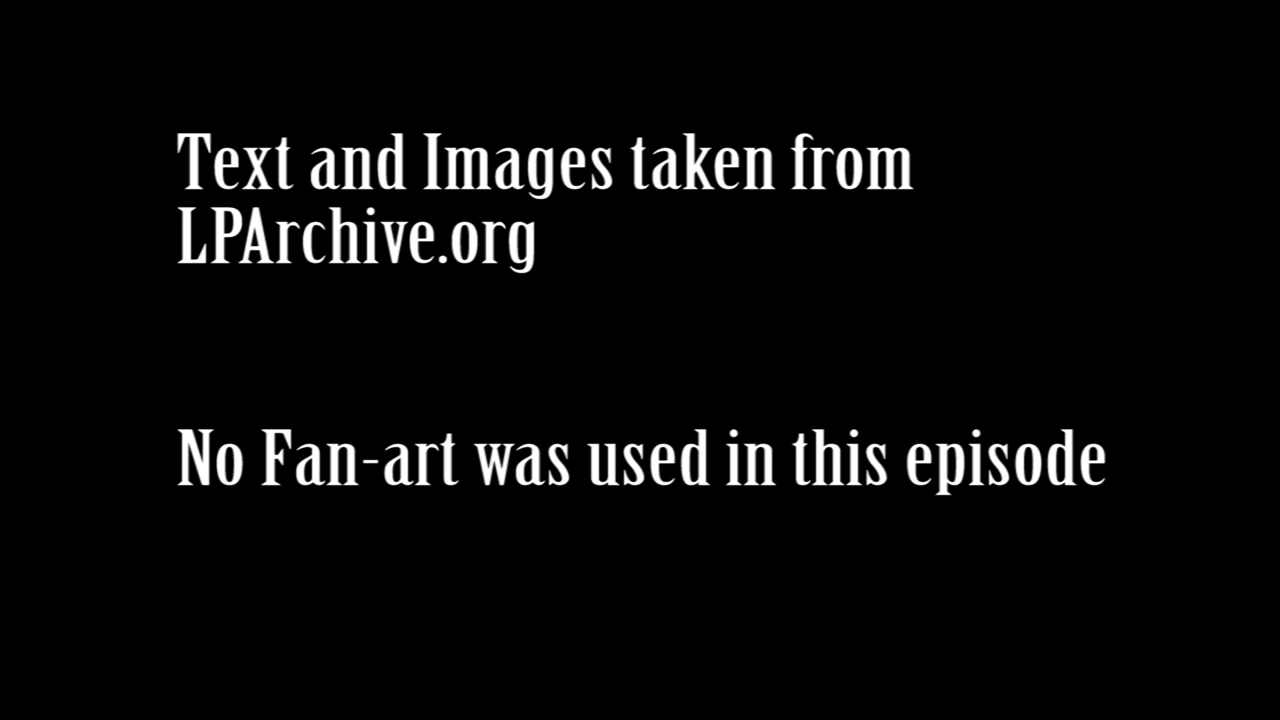 Text and Images taken from
LPArchive.org
No Fan-art was used in this episode